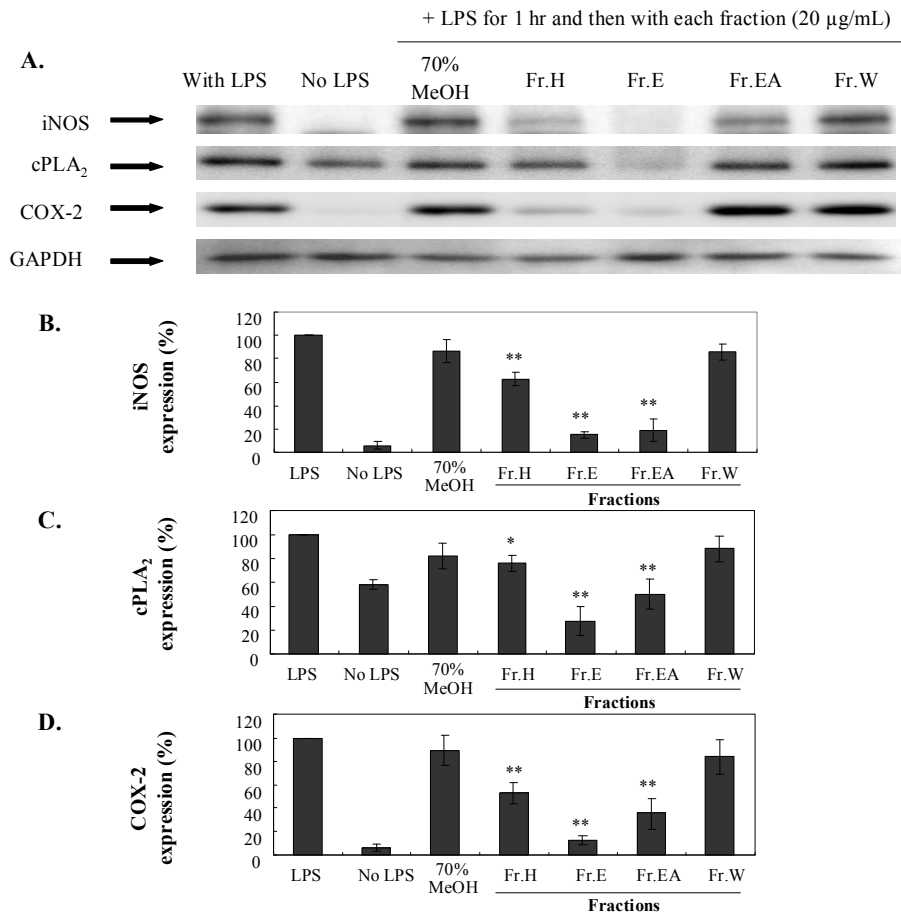 + LPS for 1 hr and then with each fraction (20 µg/mL)
A.
With LPS No LPS 70% MeOH Fr.H Fr.E Fr.EA Fr.W
iNOS
cPLA₂
COX-2
GAPDH
B.
iNOS
expression (%)
120
100
80
60
40
20
0
** ** **
LPS No LPS 70% MeOH Fr.H Fr.E Fr.EA Fr.W
Fractions
C.
cPLA₂
expression (%)
120
100
80
60
40
20
0
* ** **
LPS No LPS 70% MeOH Fr.H Fr.E Fr.EA Fr.W
Fractions
D.
COX-2
expression (%)
120
100
80
60
40
20
0
** ** **
LPS No LPS 70% MeOH Fr.H Fr.E Fr.EA Fr.W
Fractions